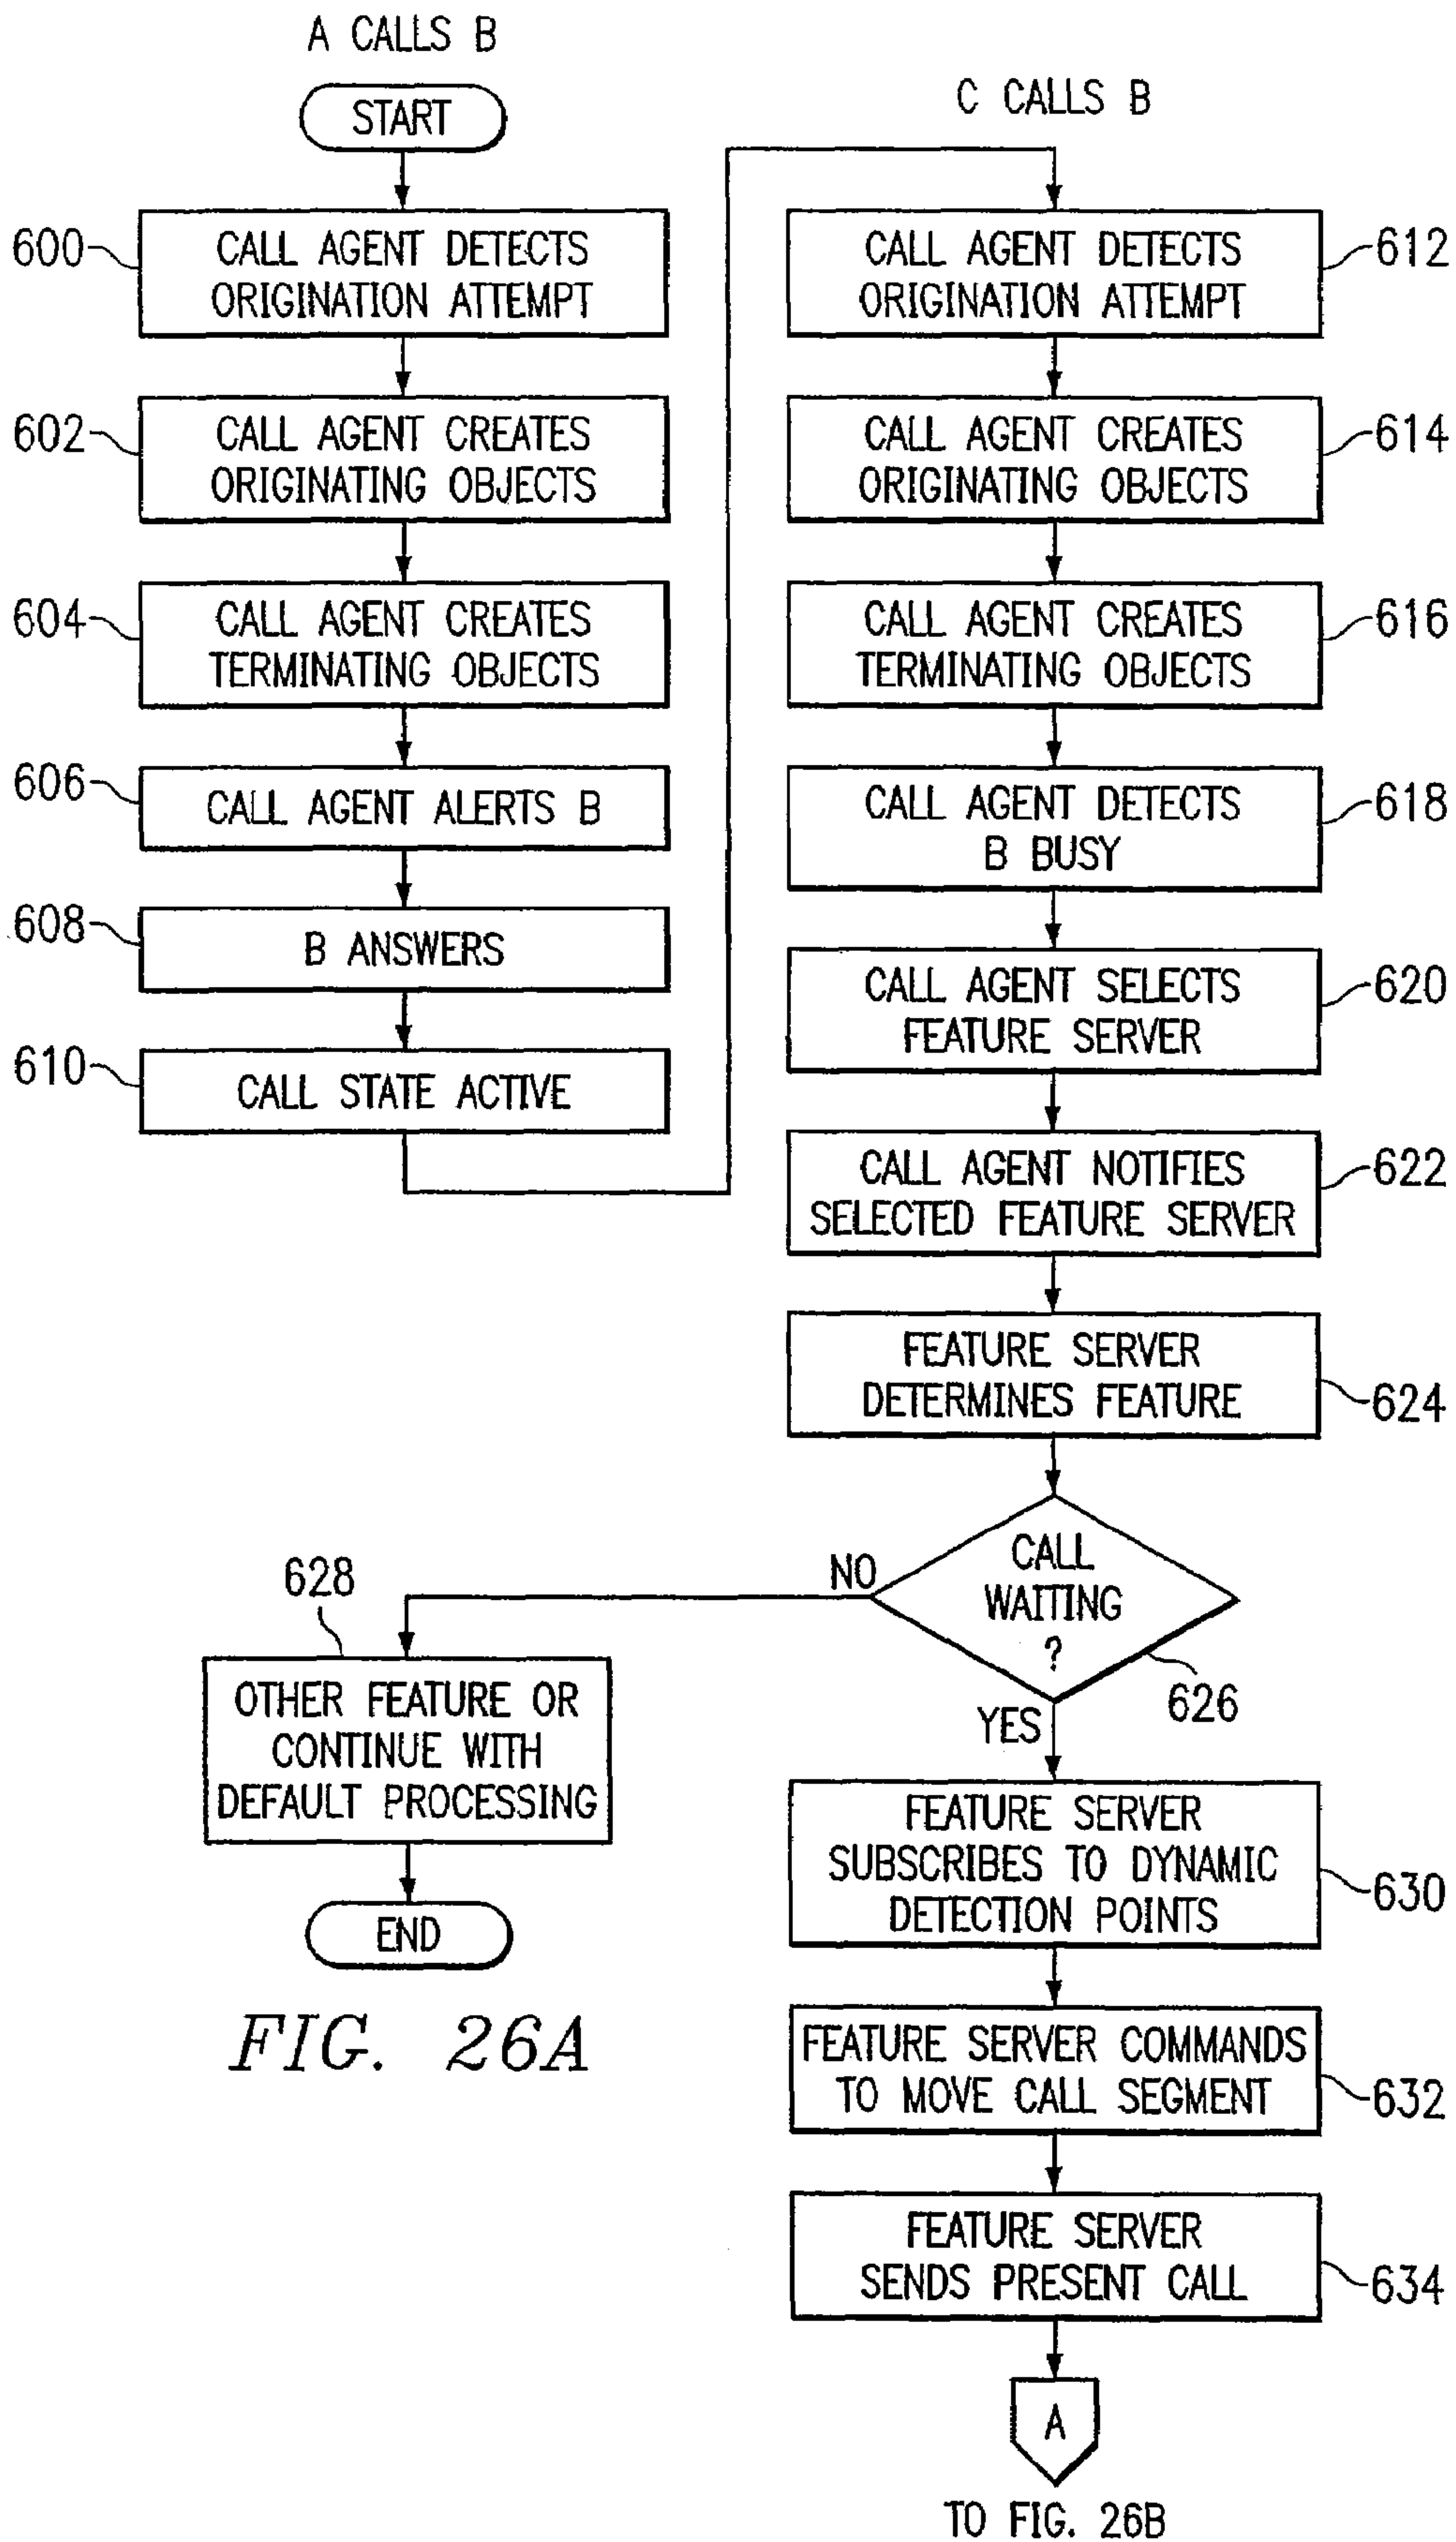 A CALLS B
START
600
CALL AGENT DETECTS
ORIGINATION ATTEMPT
602
CALL AGENT CREATES
ORIGINATING OBJECTS
604
CALL AGENT CREATES
TERMINATING OBJECTS
606
CALL AGENT ALERTS B
608
B ANSWERS
610
CALL STATE ACTIVE
C CALLS B
CALL AGENT DETECTS
ORIGINATION ATTEMPT
612
CALL AGENT CREATES
ORIGINATING OBJECTS
614
CALL AGENT CREATES
TERMINATING OBJECTS
616
CALL AGENT DETECTS
B BUSY
618
CALL AGENT SELECTS
FEATURE SERVER
620
CALL AGENT NOTIFIES
SELECTED FEATURE SERVER
622
FEATURE SERVER
DETERMINES FEATURE
624
CALL
WAITING
?
626
NO
628
OTHER FEATURE OR
CONTINUE WITH
DEFAULT PROCESSING
END
YES
FEATURE SERVER
SUBSCRIBES TO DYNAMIC
DETECTION POINTS
630
FEATURE SERVER COMMANDS
TO MOVE CALL SEGMENT
632
FEATURE SERVER
SENDS PRESENT CALL
634
A
TO FIG. 26B
FIG. 26A